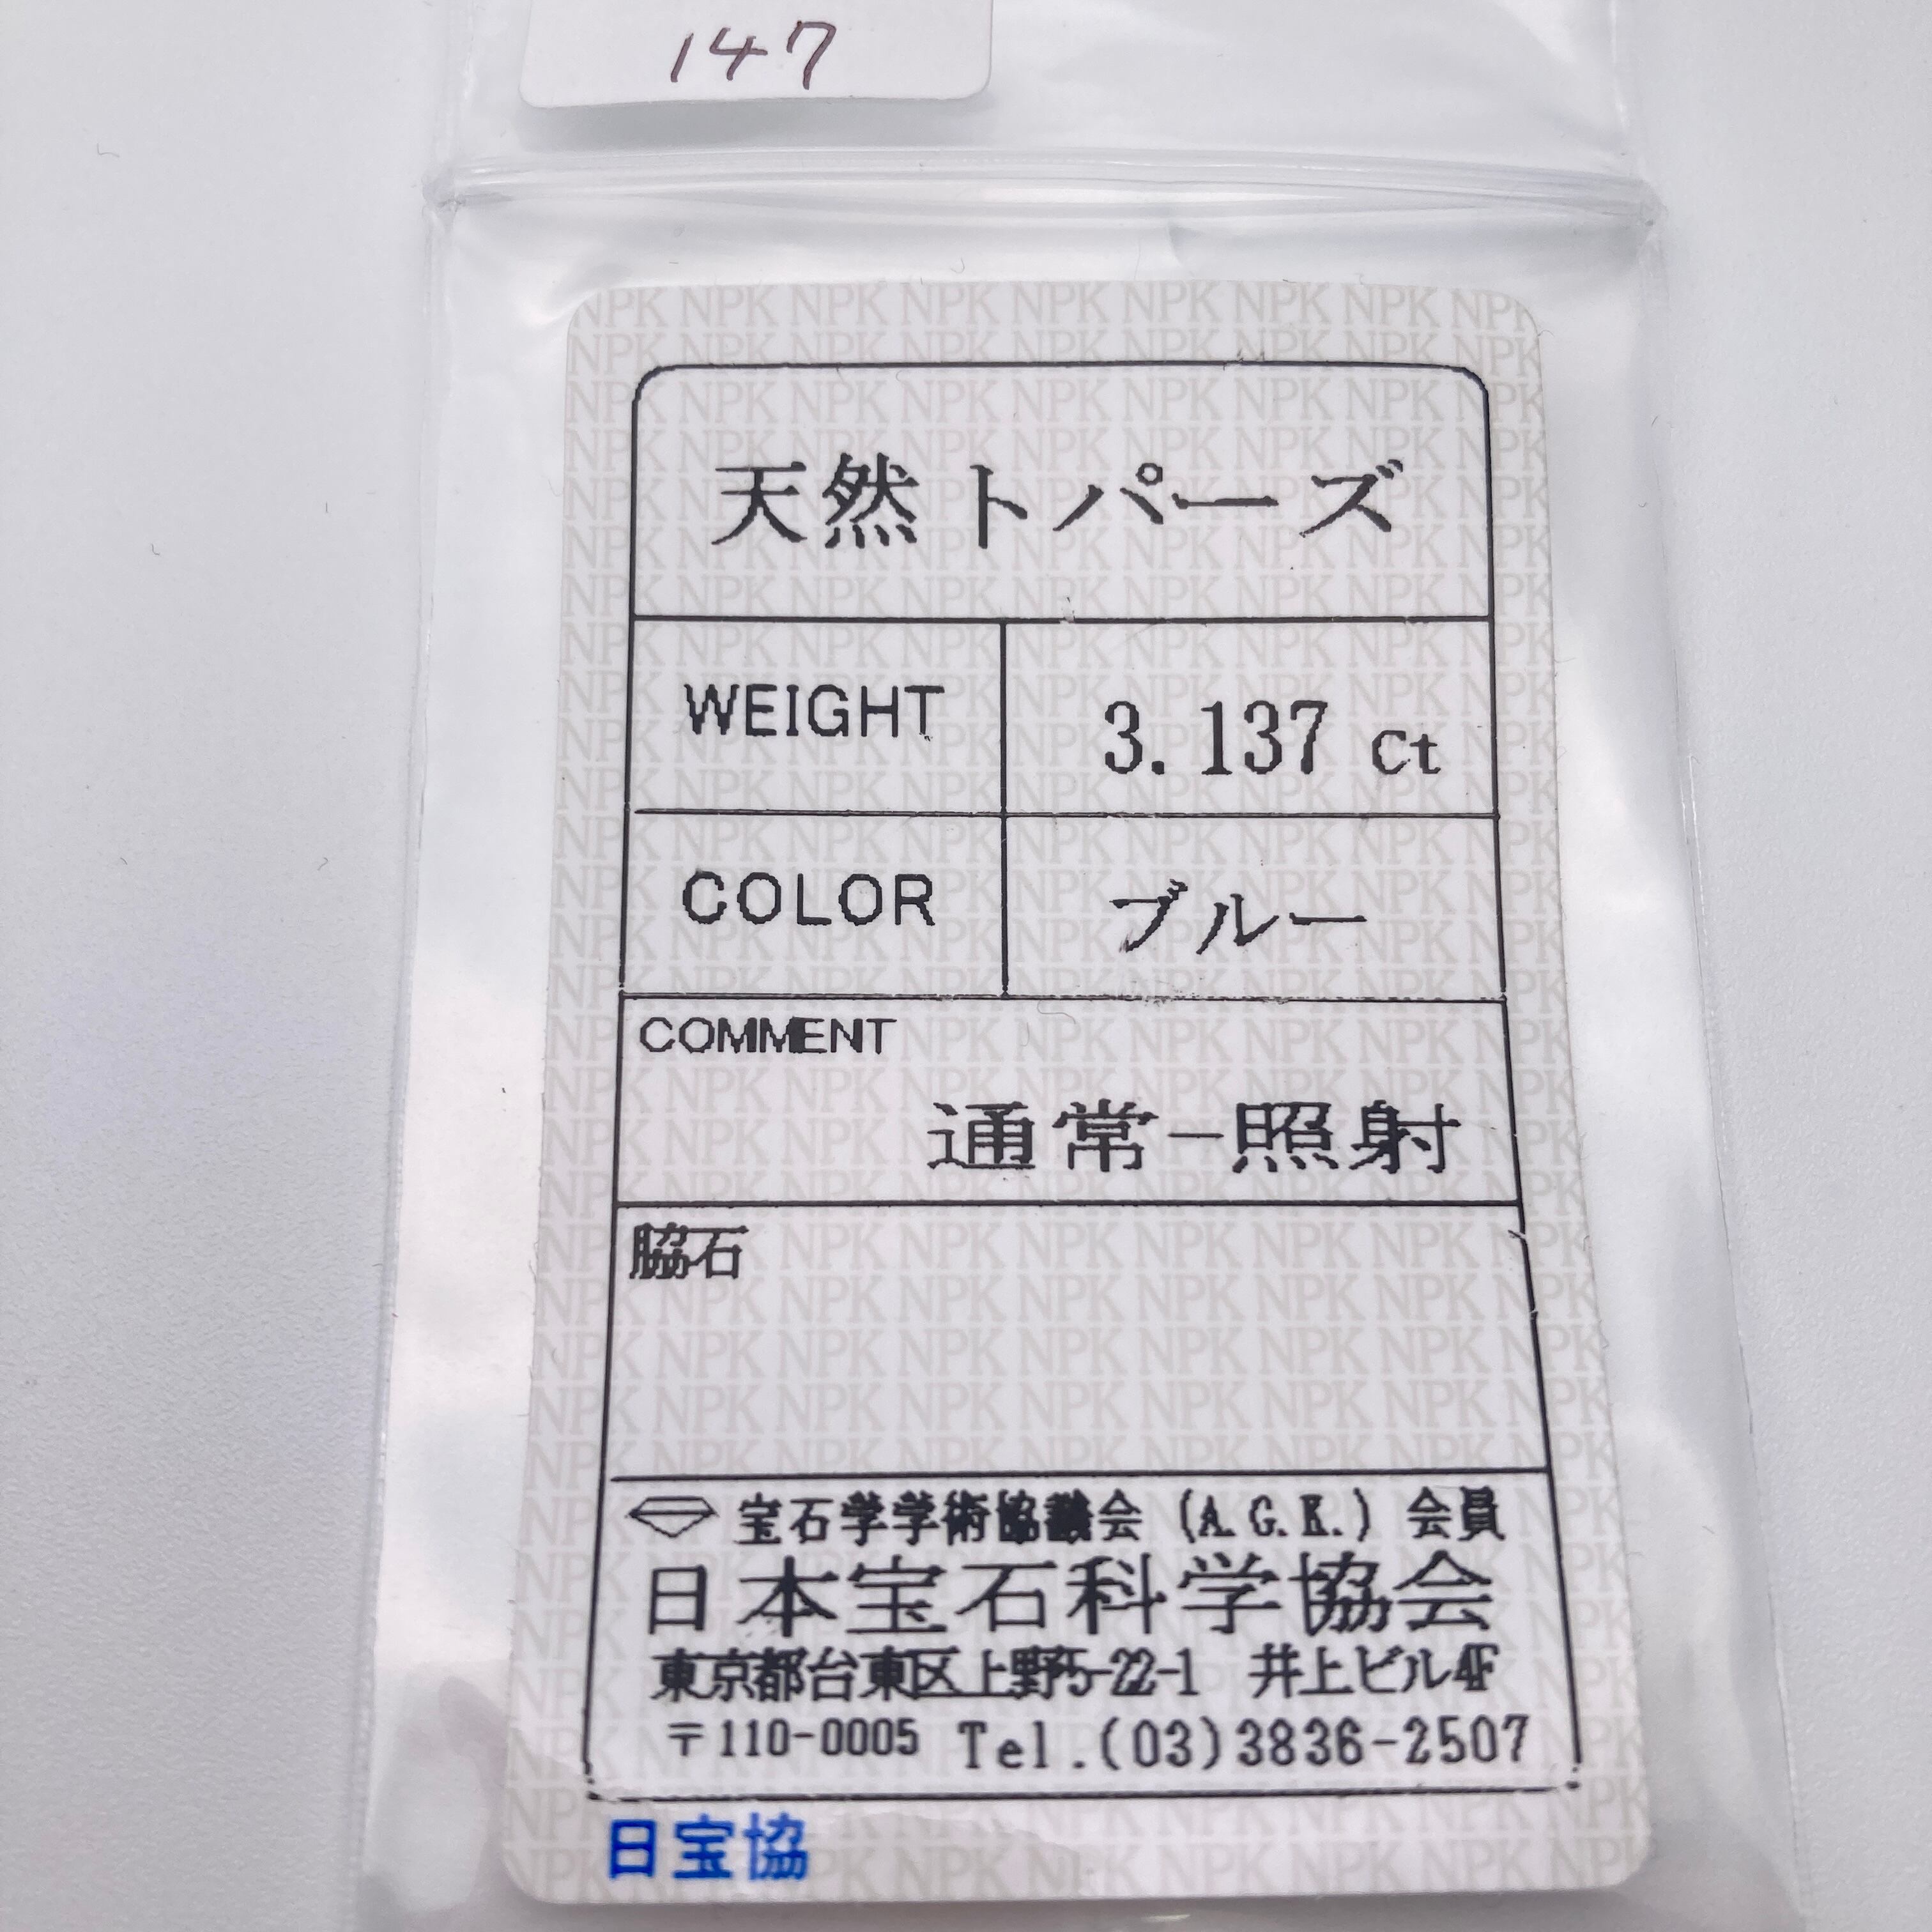 147
天然トパーズ
WEIGHT 3.137 ct
COLOR ブルー
COMMENT
通常-照射
脇石
宝石学学術協議会 (A.G.K.) 会員
日本宝石科学協会
東京都台東区上野5-22-1 井上ビル4F
〒110-0005 Tel.(03)3836-2507
日宝協